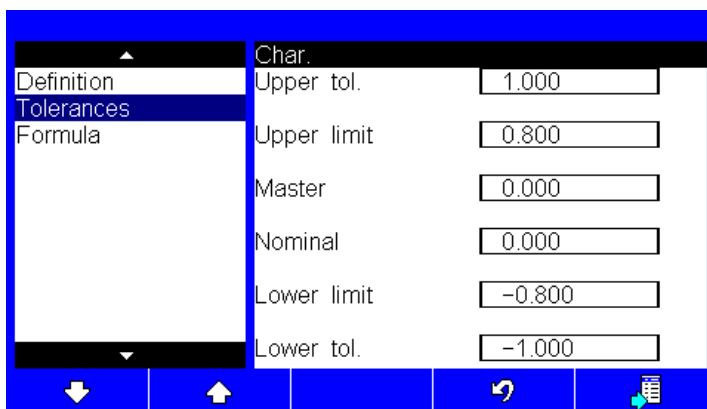 Char.
Definition
Tolerances
Formula
Upper tol. 1.000
Upper limit 0.800
Master 0.000
Nominal 0.000
Lower limit −0.800
Lower tol. −1.000